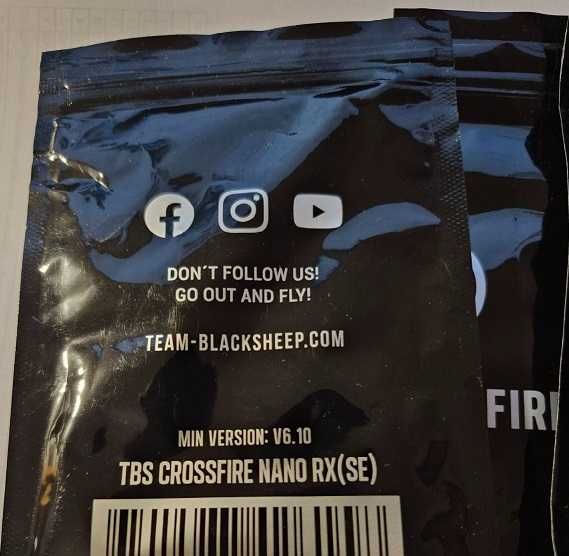 DON´T FOLLOW US!
GO OUT AND FLY!
TEAM-BLACKSHEEP.COM
MIN VERSION: V6.10
TBS CROSSFIRE NANO RX(SE)